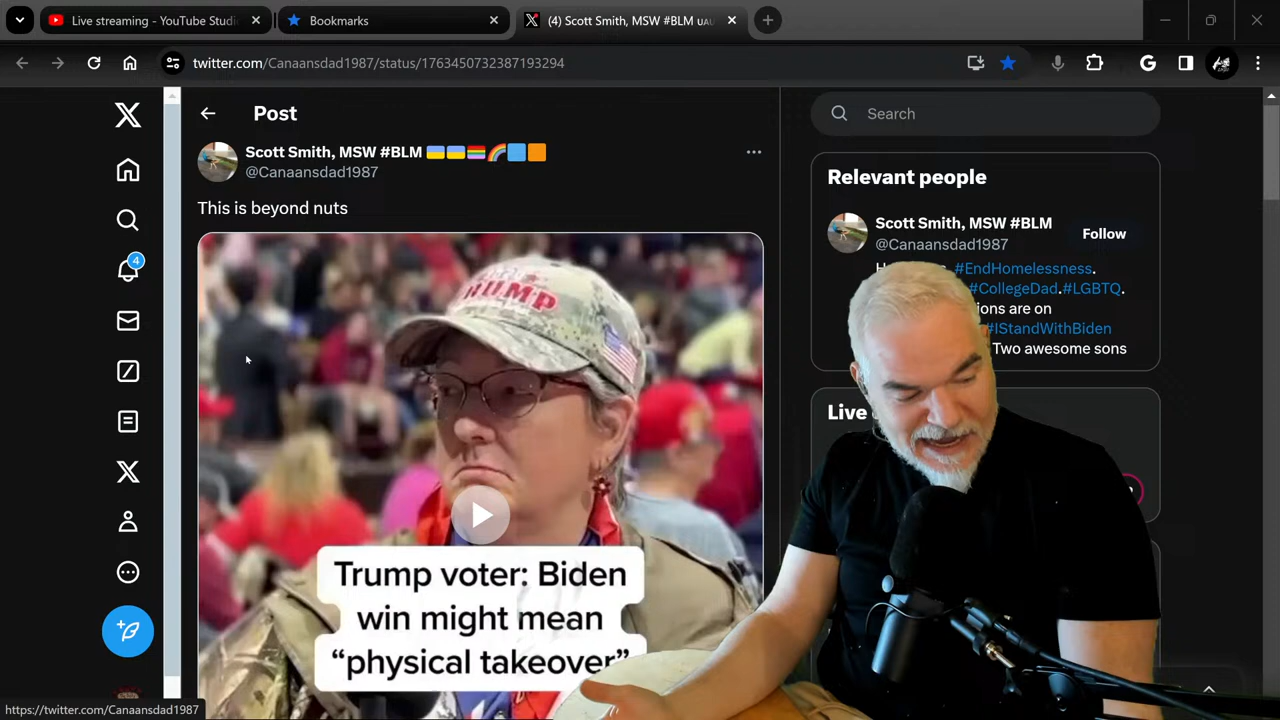 Live streaming - YouTube Studi
Bookmarks
(4) Scott Smith, MSW #BLM
twitter.com/Canaansdad1987/status/1763450732387193294
Post
Scott Smith, MSW #BLM
@Canaansdad1987
This is beyond nuts
TRUMP
Trump voter: Biden
win might mean
“physical takeover”
4
Search
Relevant people
Scott Smith, MSW #BLM
@Canaansdad1987
Follow
#EndHomelessness.
#CollegeDad.#LGBTQ.
ions are on
#IStandWithBiden
Two awesome sons
Live
https://twitter.com/Canaansdad1987